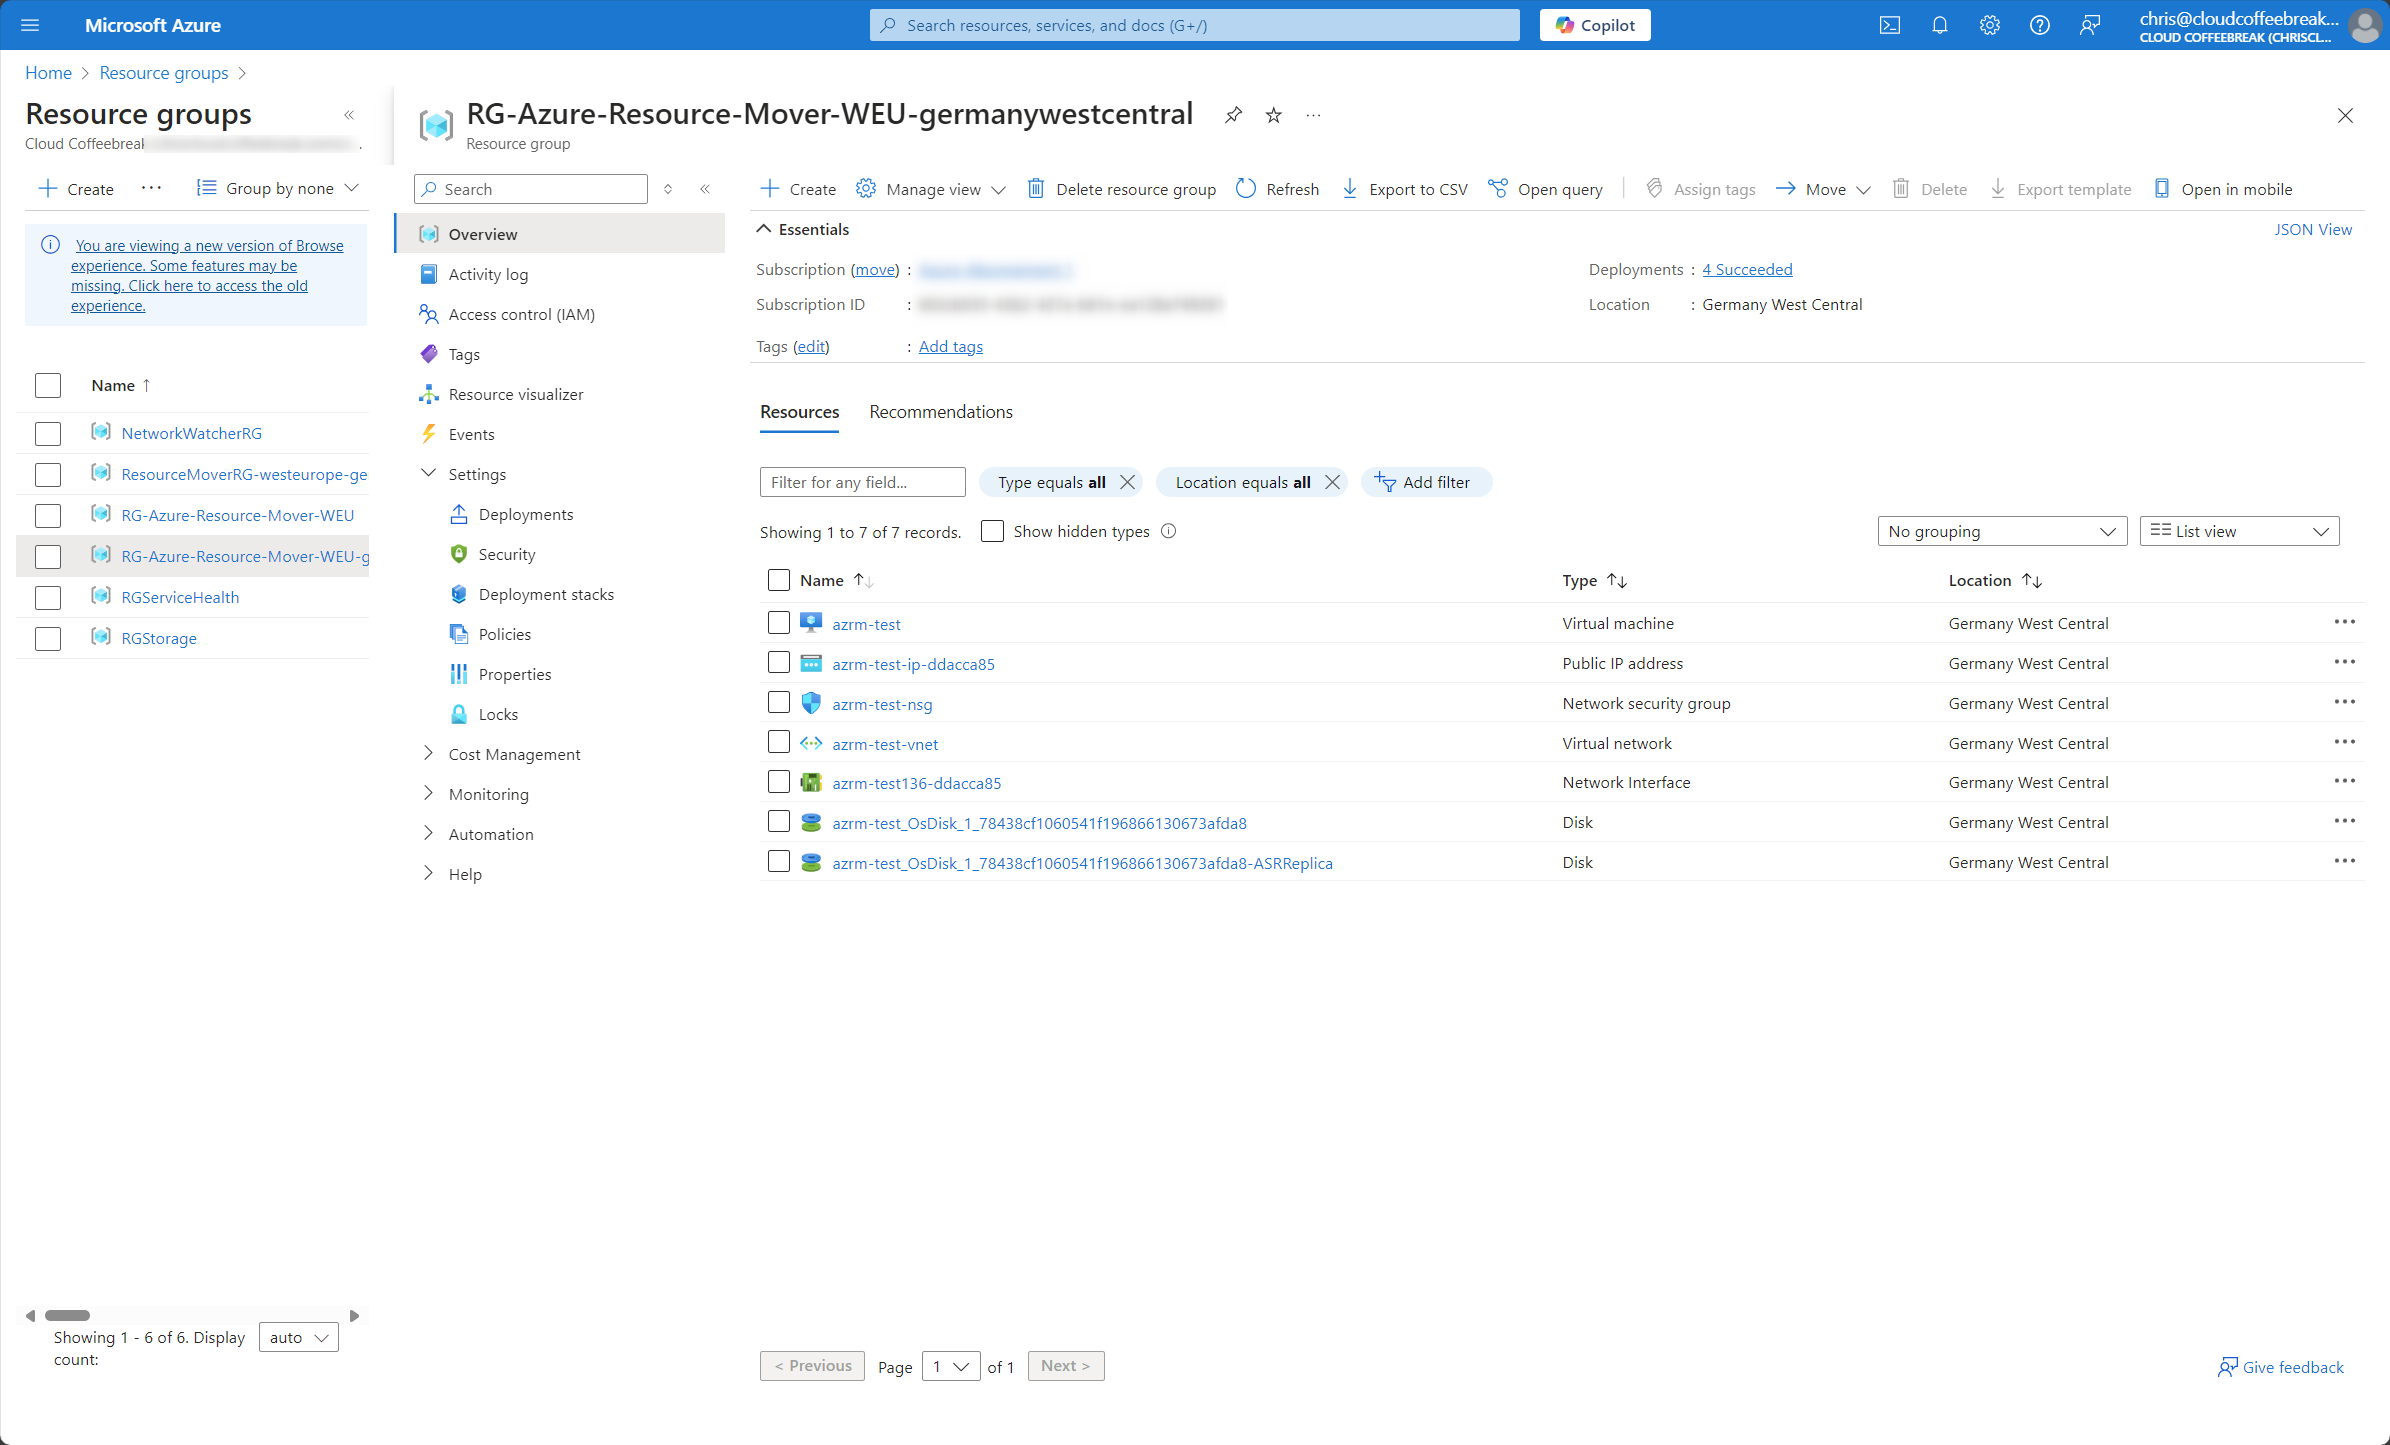 Microsoft Azure
Search resources, services, and docs (G+/)
Copilot
chris@cloudcoffeebreak...
CLOUD COFFEEBREAK (CHRISCL...
Home
Resource groups
Resource groups
Cloud Coffeebreak
.
Create
Group by none
You are viewing a new version of Browse
experience. Some features may be
missing. Click here to access the old
experience.
Name ↑
NetworkWatcherRG
ResourceMoverRG-westeurope-ge
RG-Azure-Resource-Mover-WEU
RG-Azure-Resource-Mover-WEU-g
RGServiceHealth
RGStorage
Showing 1 - 6 of 6. Display
count:
auto
RG-Azure-Resource-Mover-WEU-germanywestcentral
Resource group
Search
Overview
Activity log
Access control (IAM)
Tags
Resource visualizer
Events
Settings
Deployments
Security
Deployment stacks
Policies
Properties
Locks
Cost Management
Monitoring
Automation
Help
Create
Manage view
Delete resource group
Refresh
Export to CSV
Open query
Assign tags
Move
Delete
Export template
Open in mobile
Essentials
JSON View
Subscription (move) :
Subscription ID :
Tags (edit) : Add tags
Deployments : 4 Succeeded
Location : Germany West Central
Resources
Recommendations
Filter for any field...
Type equals all
Location equals all
Add filter
Showing 1 to 7 of 7 records.
Show hidden types
No grouping
List view
Name ↑↓ Type ↑↓ Location ↑↓
azrm-test Virtual machine Germany West Central
azrm-test-ip-ddacca85 Public IP address Germany West Central
azrm-test-nsg Network security group Germany West Central
azrm-test-vnet Virtual network Germany West Central
azrm-test136-ddacca85 Network Interface Germany West Central
azrm-test_OsDisk_1_78438cf1060541f196866130673afda8 Disk Germany West Central
azrm-test_OsDisk_1_78438cf1060541f196866130673afda8-ASRReplica Disk Germany West Central
< Previous
Page 1 of 1
Next >
Give feedback